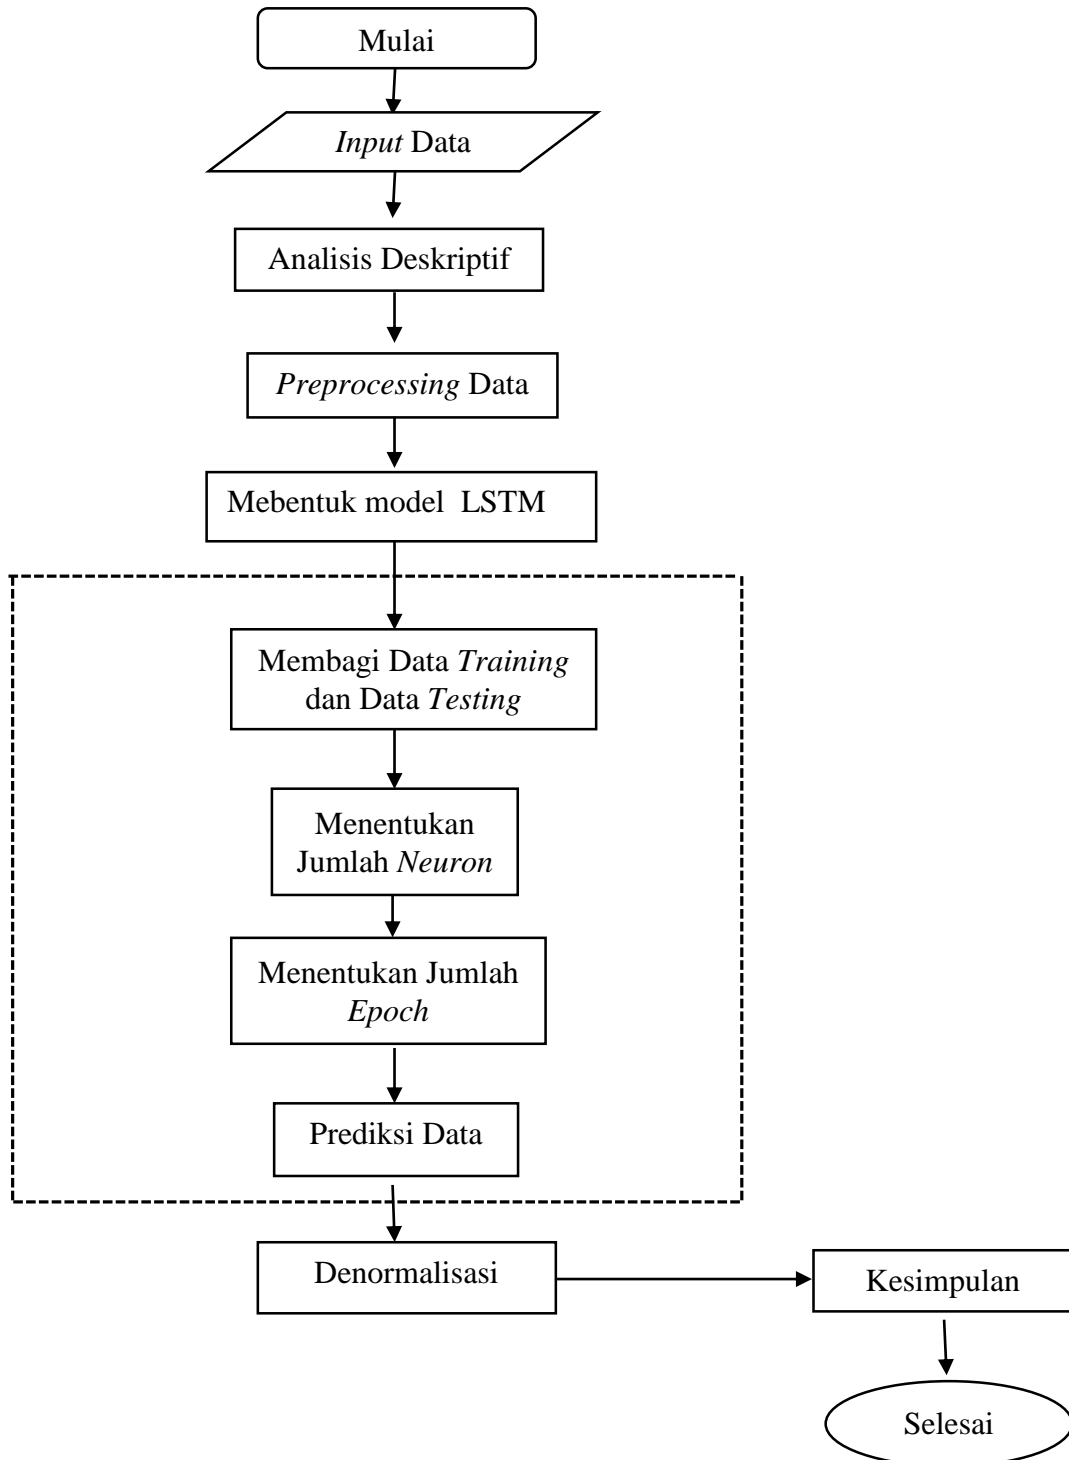 Mulai
Input Data
Analisis Deskriptif
Preprocessing Data
Mebentuk model  LSTM
Membagi Data Training
dan Data Testing
Menentukan
Jumlah Neuron
Menentukan Jumlah
Epoch
Prediksi Data
Denormalisasi
Kesimpulan
Selesai